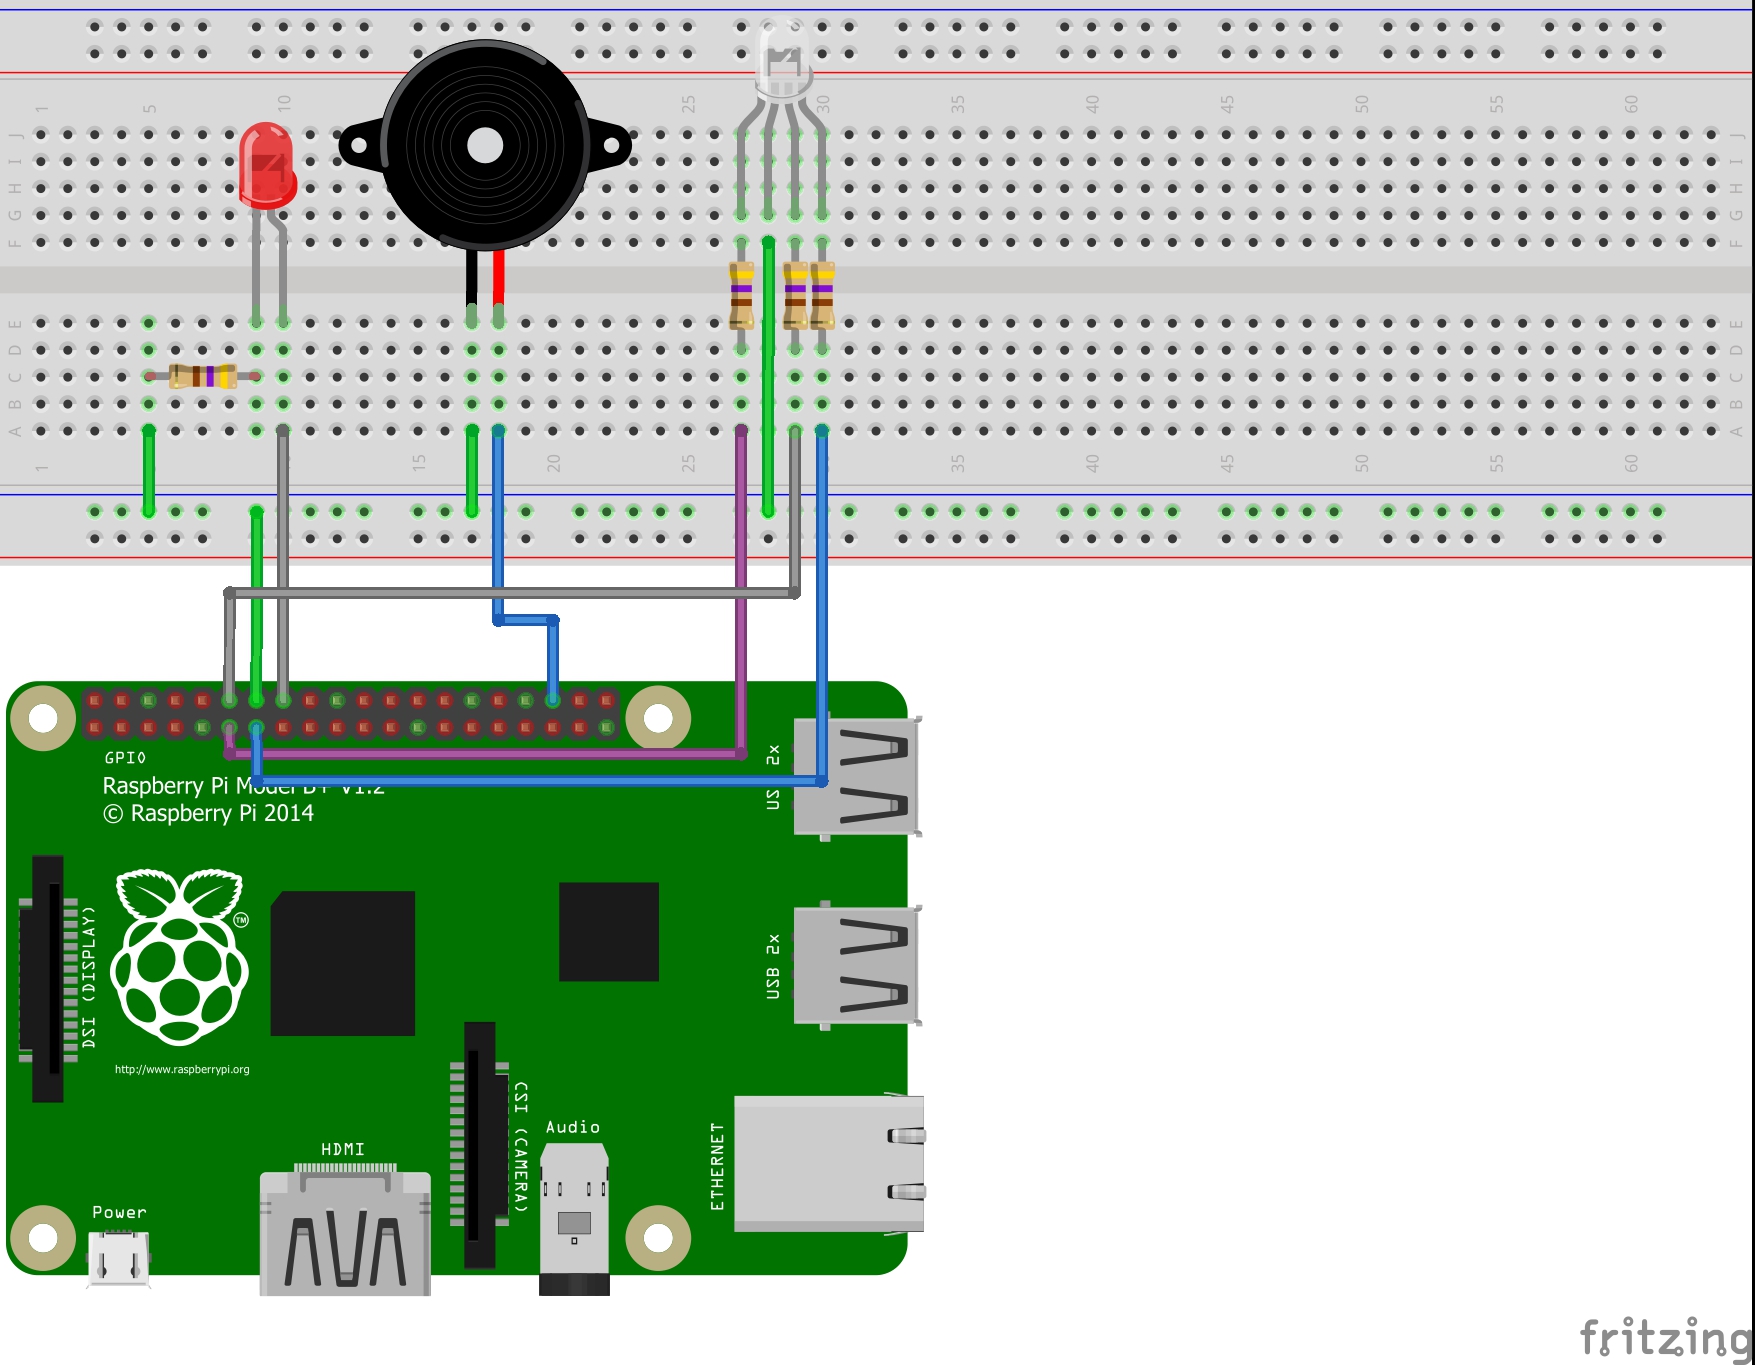 1 5 10 25 30 35 40 45 50 55 60
J J
I I
H H
G G
F F
E E
D D
C C
B B
A A
1 15 20 25 35 40 45 50 55 60
GPIO
Raspberry Pi Model B+ V1.2
© Raspberry Pi 2014
USB 2x
DSI (DISPLAY)
TM
USB 2x
http://www.raspberrypi.org
CSI (CAMERA)
Audio
ETHERNET
HDMI
Power
fritzing